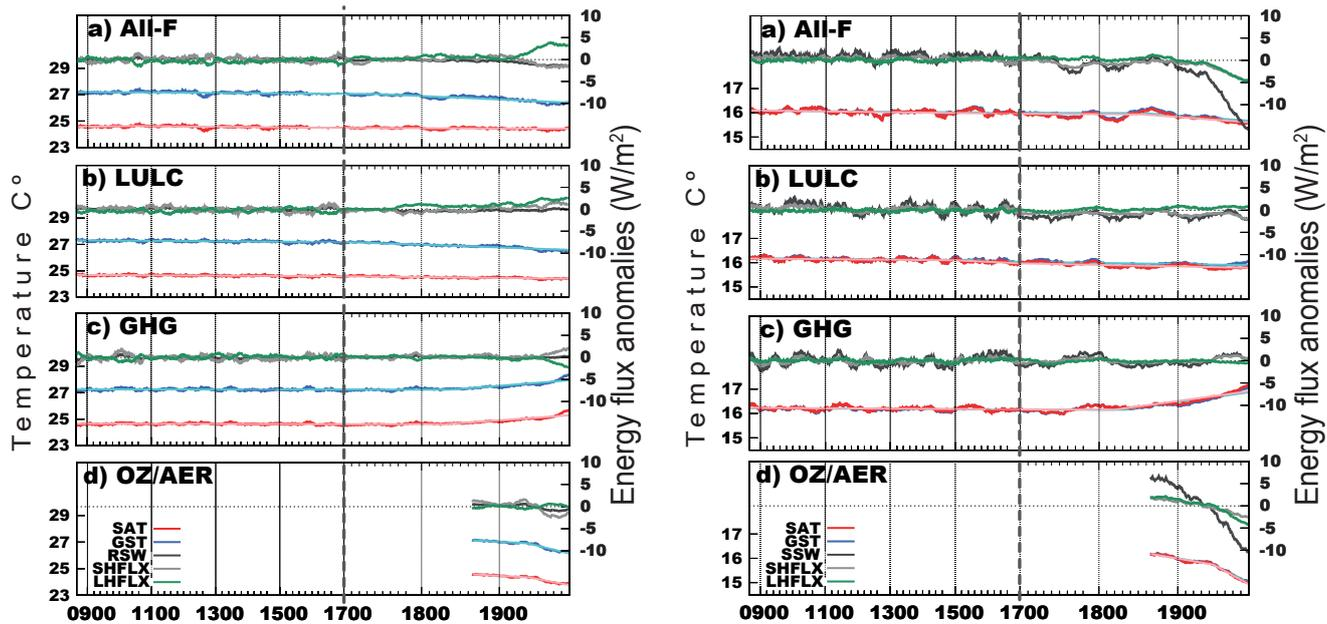 a) All-F
29
27
25
23
10
5
0
-5
-10
b) LULC
29
27
25
23
10
5
0
-5
-10
c) GHG
29
27
25
23
10
5
0
-5
-10
d) OZ/AER
29
27
25
23
10
5
0
-5
-10
SAT
GST
RSW
SHFLX
LHFLX
0900 1100 1300 1500 1700 1800 1900
Temperature C°
Energy flux anomalies (W/m²)
a) All-F
17
16
15
10
5
0
-5
-10
b) LULC
17
16
15
10
5
0
-5
-10
c) GHG
17
16
15
10
5
0
-5
-10
d) OZ/AER
17
16
15
10
5
0
-5
-10
SAT
GST
SSW
SHFLX
LHFLX
0900 1100 1300 1500 1700 1800 1900
Temperature C°
Energy flux anomalies (W/m²)